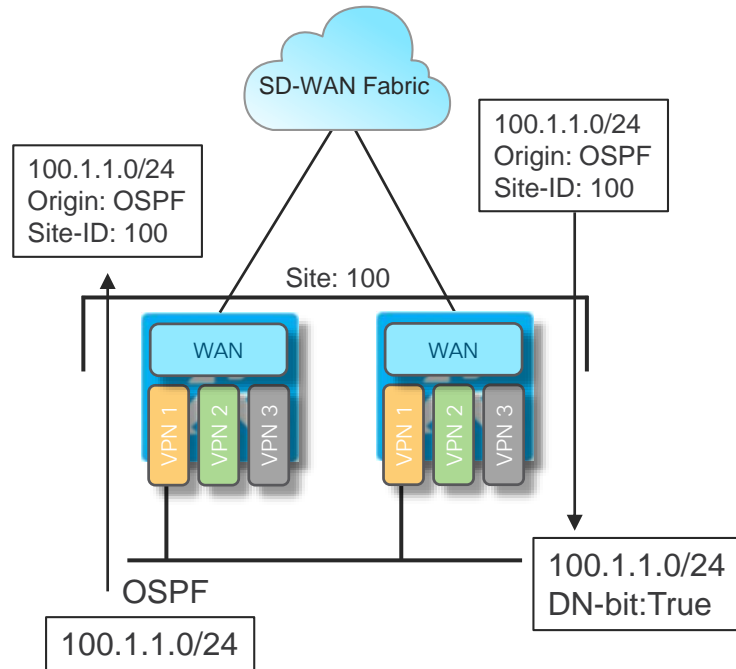 SD-WAN Fabric
100.1.1.0/24
Origin: OSPF
Site-ID: 100
100.1.1.0/24
Origin: OSPF
Site-ID: 100
Site: 100
WAN
WAN
VPN 1
VPN 2
VPN 3
VPN 1
VPN 2
VPN 3
OSPF
100.1.1.0/24
100.1.1.0/24
DN-bit:True